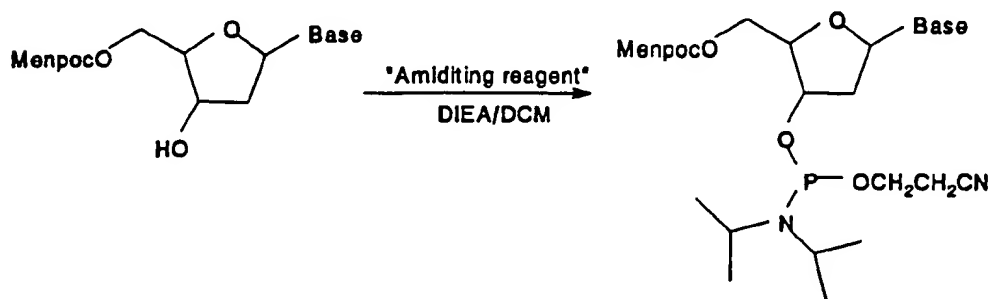 O
Base
MenpocO
HO
"Amiditing reagent"
DIEA/DCM
O
Base
MenpocO
O
P
OCH₂CH₂CN
N